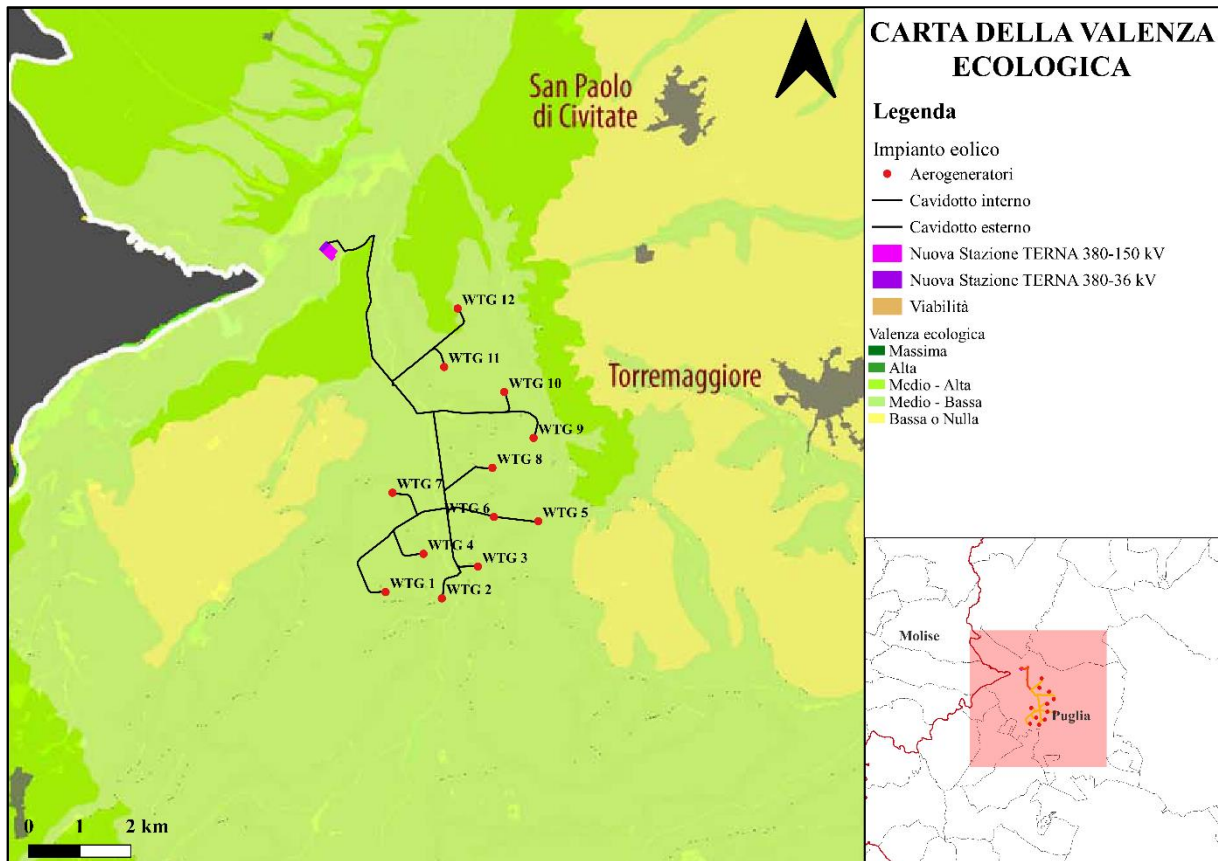 San Paolo
di Civitate
WTG 12
WTG 11
Torremaggiore
WTG 10
WTG 9
WTG 8
WTG 7
WTG 6
WTG 5
WTG 4
WTG 3
WTG 1
WTG 2
0 1 2 km
CARTA DELLA VALENZA
ECOLOGICA
Legenda
Impianto eolico
Aerogeneratori
Cavidotto interno
Cavidotto esterno
Nuova Stazione TERNA 380-150 kV
Nuova Stazione TERNA 380-36 kV
Viabilità
Valenza ecologica
Massima
Alta
Medio - Alta
Medio - Bassa
Bassa o Nulla
Molise
Puglia